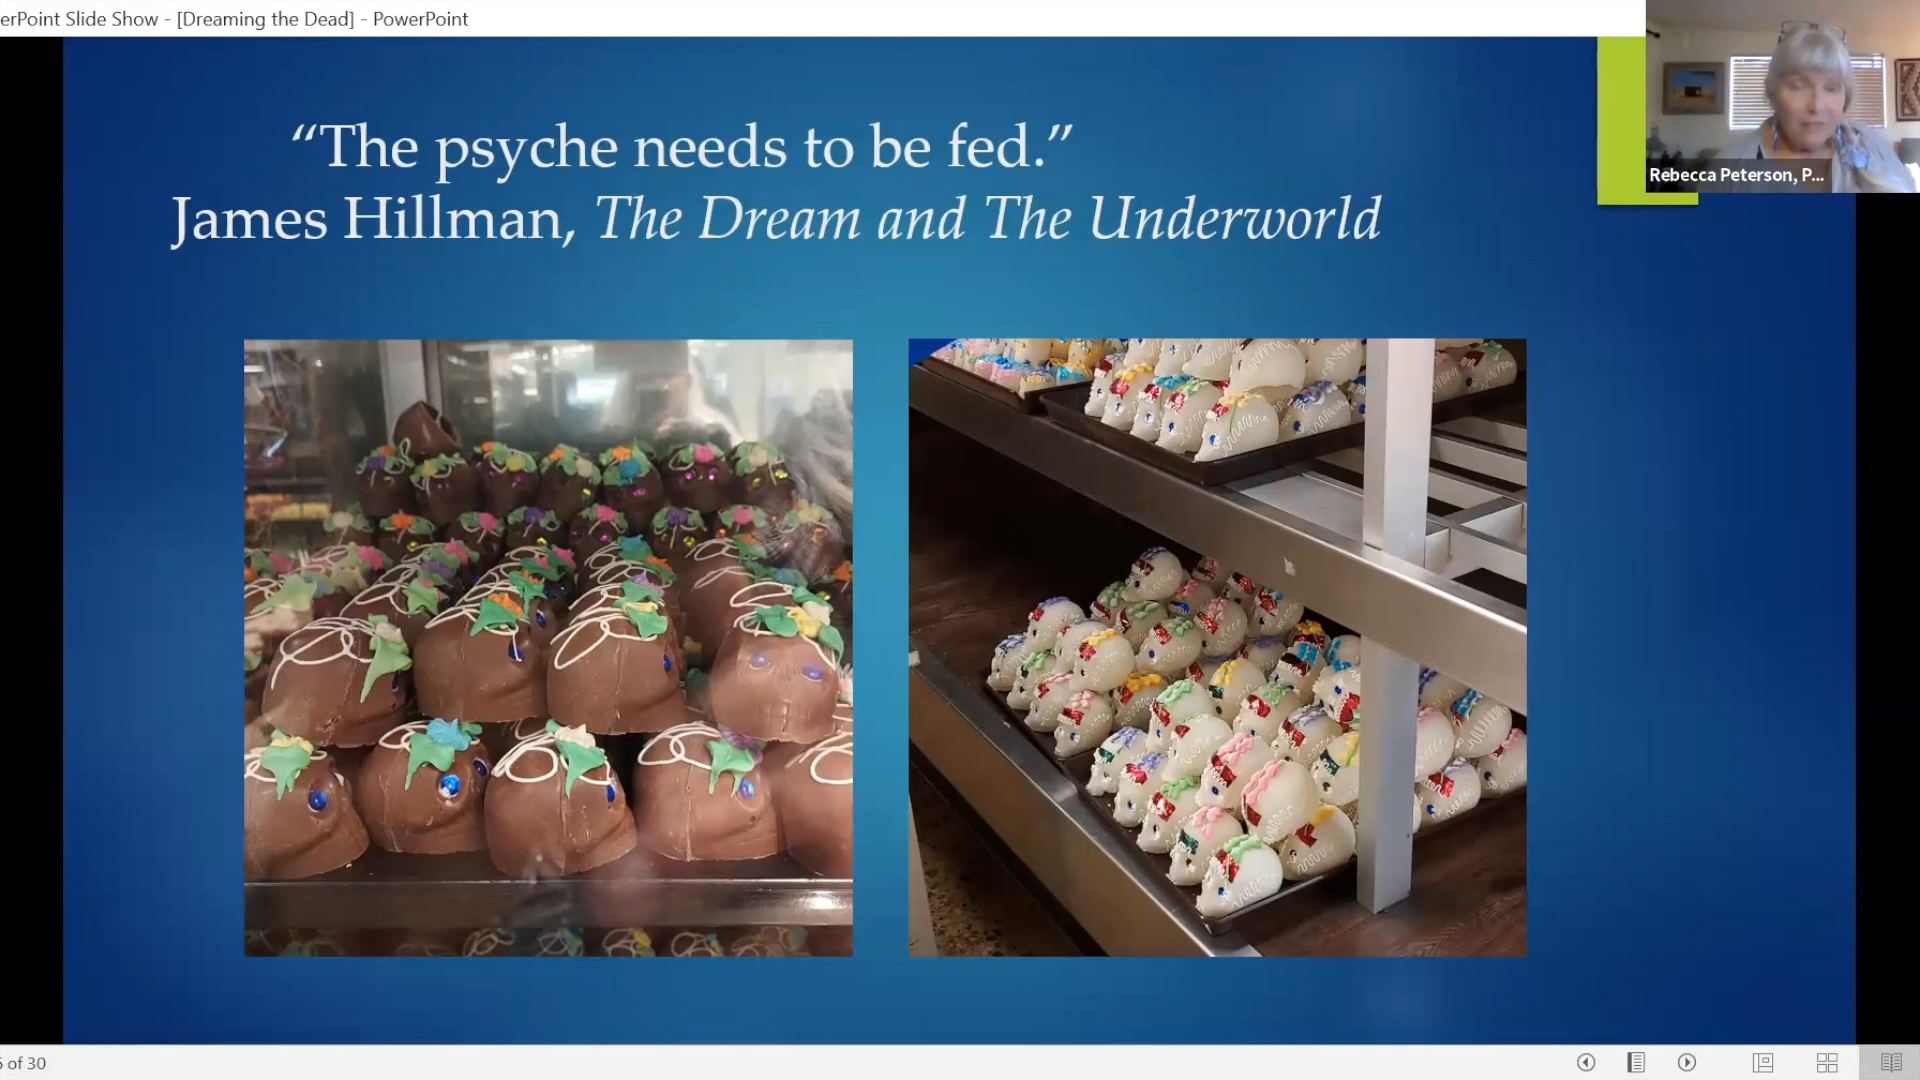 erPoint Slide Show - [Dreaming the Dead] - PowerPoint
“The psyche needs to be fed.”
James Hillman, The Dream and The Underworld
Rebecca Peterson, P...
of 30